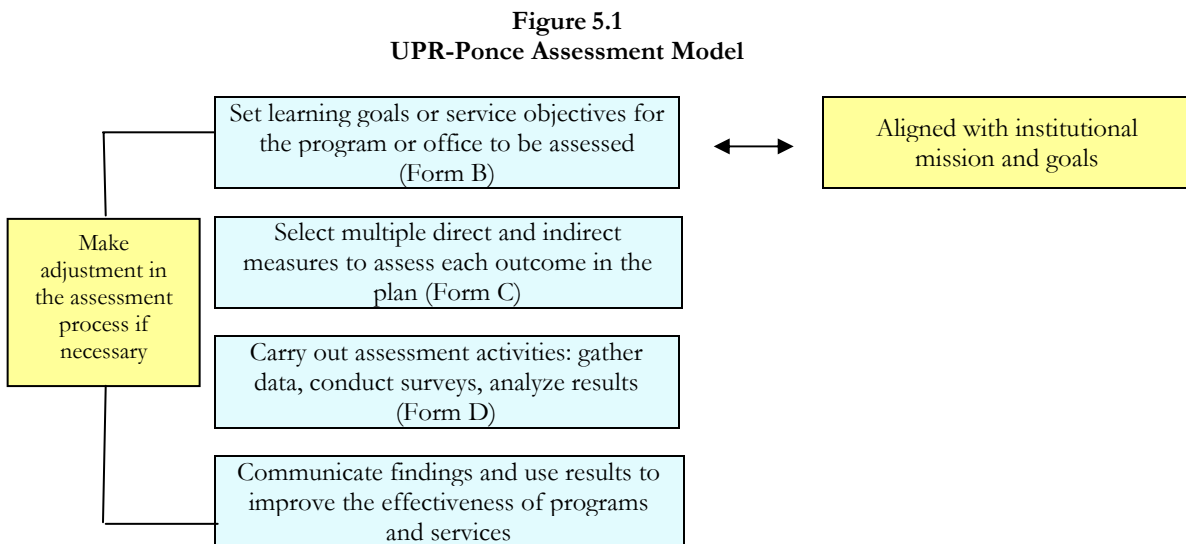 Figure 5.1
UPR-Ponce Assessment Model
Set learning goals or service objectives for
the program or office to be assessed
(Form B)
Aligned with institutional
mission and goals
Make
adjustment in
the assessment
process if
necessary
Select multiple direct and indirect
measures to assess each outcome in the
plan (Form C)
Carry out assessment activities: gather
data, conduct surveys, analyze results
(Form D)
Communicate findings and use results to
improve the effectiveness of programs
and services